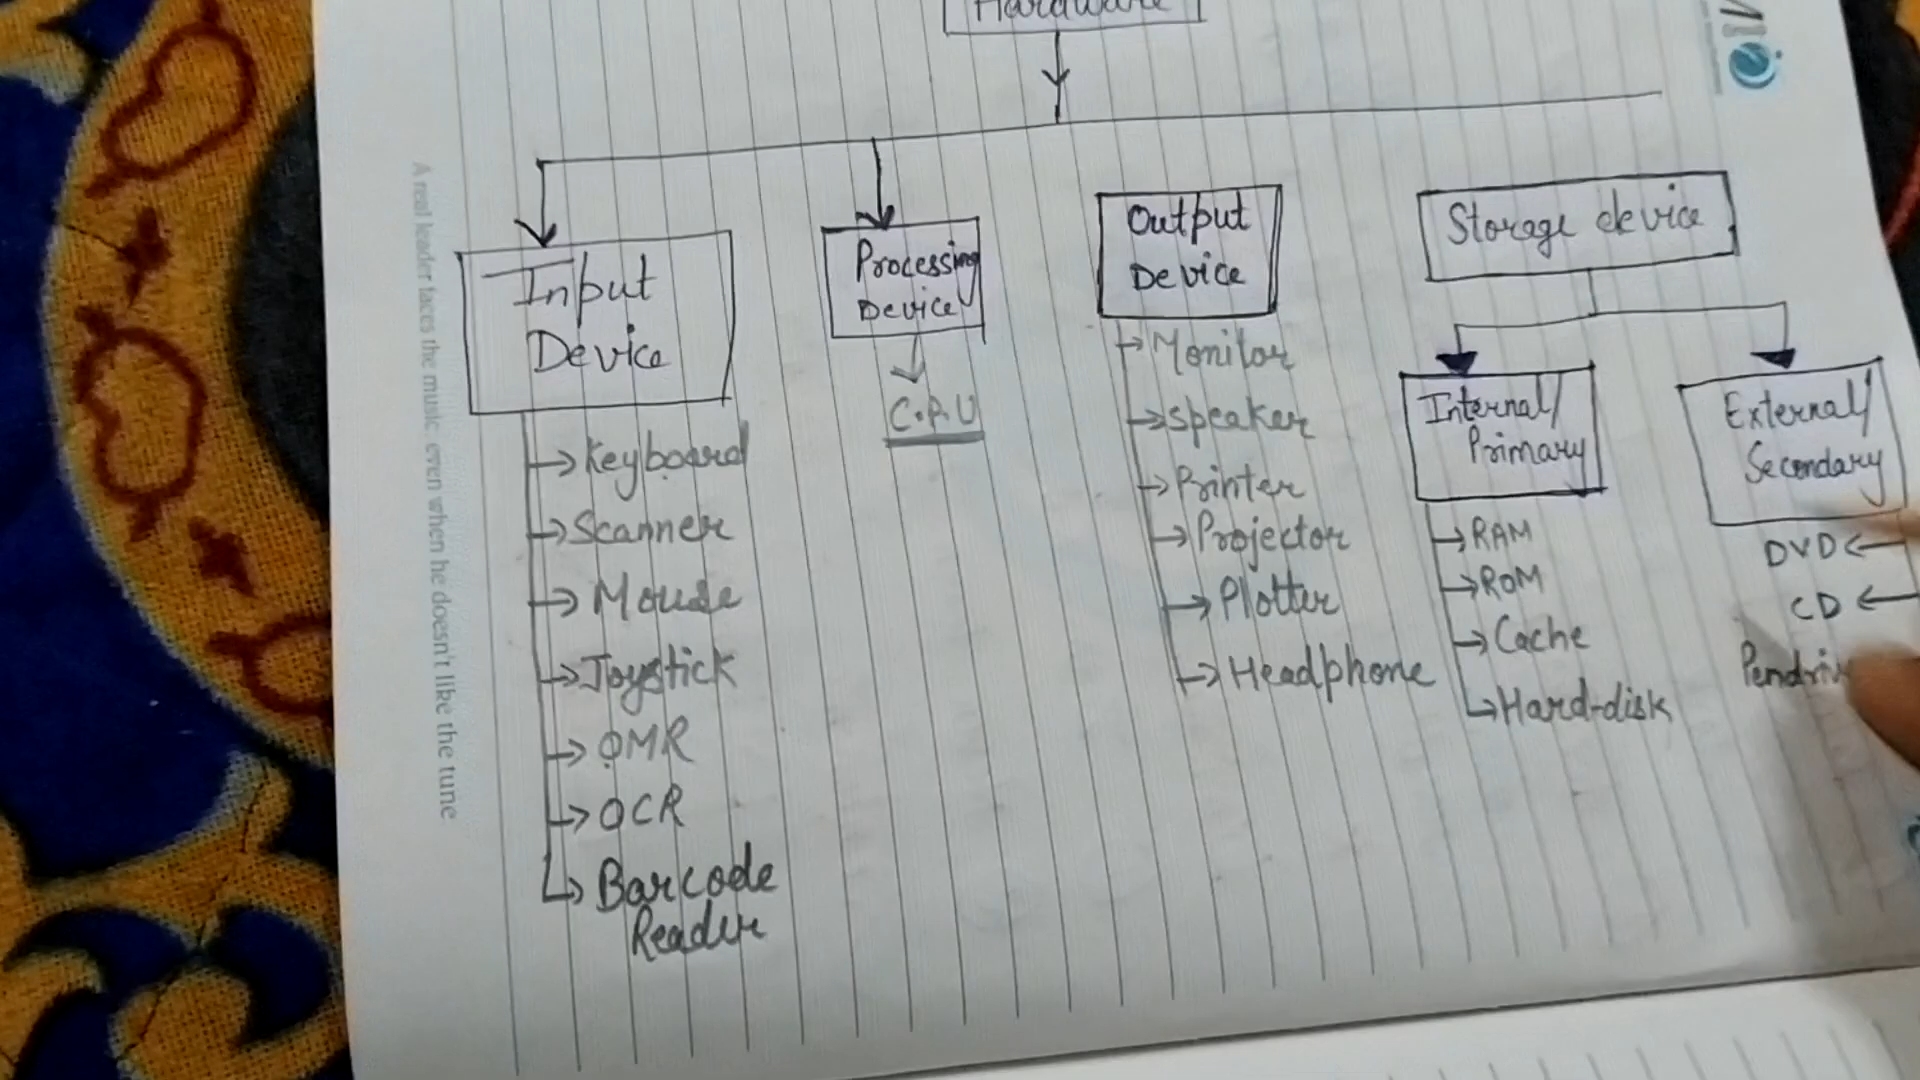 Hardware
Input
Device
Keyboard
Scanner
Mouse
Joystick
OMR
OCR
Barcode
Reader
Processing
Device
C.P.U
Output
Device
Monitor
speaker
Printer
Projector
Plotter
Headphone
Storage device
Internal/
Primary
RAM
ROM
Cache
Hard-disk
External/
Secondary
DVD
CD
A real leader faces the music even when he doesn't like the tune